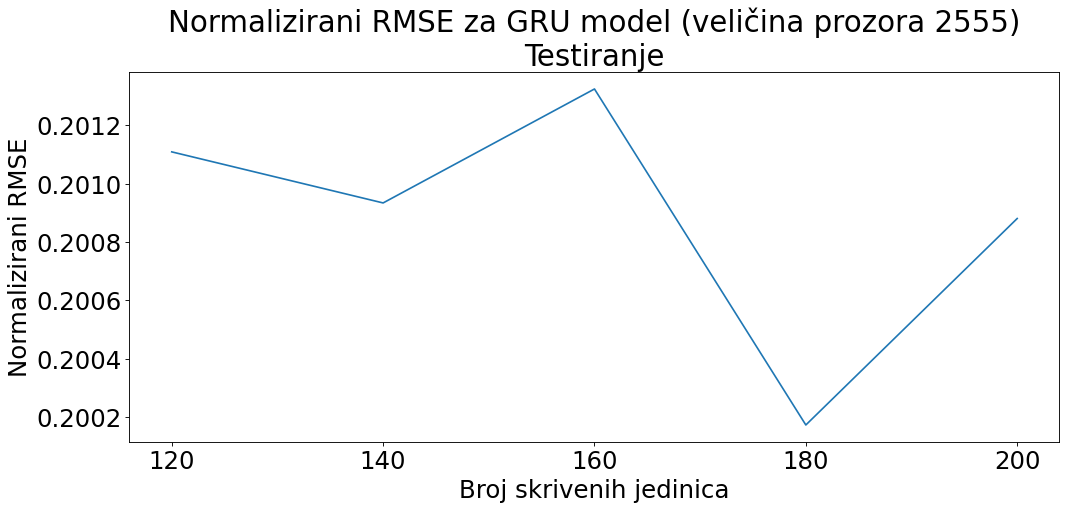 Normalizirani RMSE za GRU model (veličina prozora 2555)
Testiranje
Normalizirani RMSE
0.2012
0.2010
0.2008
0.2006
0.2004
0.2002
120 140 160 180 200
Broj skrivenih jedinica